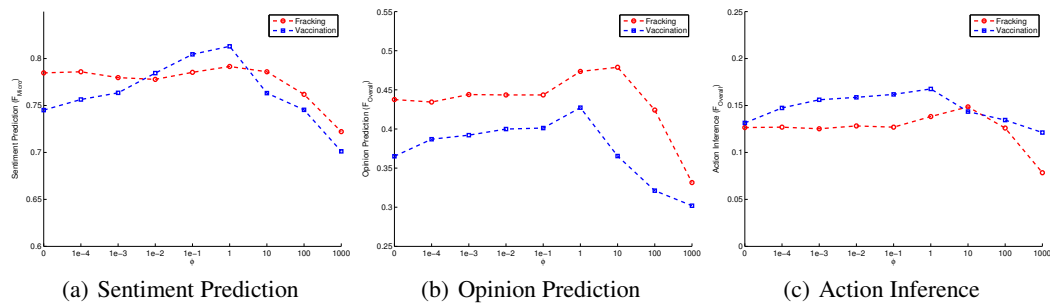 Fracking
Vaccination
Sentiment Prediction (F_Micro)
0.8
0.75
0.7
0.65
0.6
0 1e−4 1e−3 1e−2 1e−1 1 10 100 1000
ϕ
(a) Sentiment Prediction
Fracking
Vaccination
Opinion Prediction (F_Overall)
0.55
0.5
0.45
0.4
0.35
0.3
0.25
0 1e−4 1e−3 1e−2 1e−1 1 10 100 1000
ϕ
(b) Opinion Prediction
Fracking
Vaccination
Action Inference (F_Overall)
0.25
0.2
0.15
0.1
0.05
0
0 1e−4 1e−3 1e−2 1e−1 1 10 100 1000
ϕ
(c) Action Inference